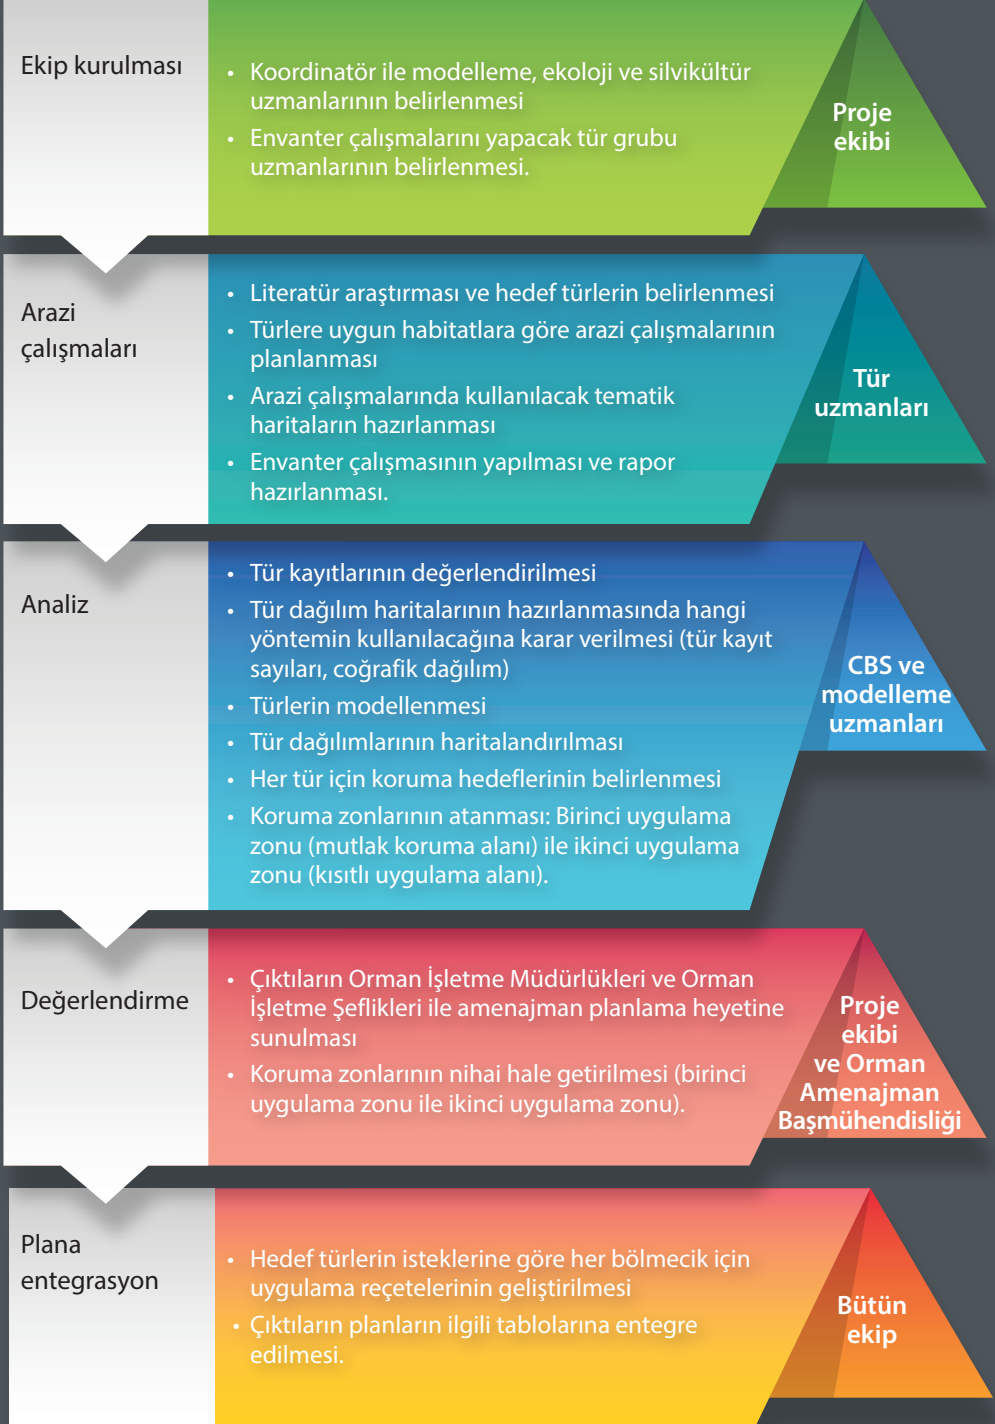 Ekip kurulması
• Koordinatör ile modelleme, ekoloji ve silvikültür
uzmanlarının belirlenmesi
• Envanter çalışmalarını yapacak tür grubu
uzmanlarının belirlenmesi.
Proje
ekibi
Arazi
çalışmaları
• Literatür araştırması ve hedef türlerin belirlenmesi
• Türlere uygun habitatlara göre arazi çalışmalarının
planlanması
• Arazi çalışmalarında kullanılacak tematik
haritaların hazırlanması
• Envanter çalışmasının yapılması ve rapor
hazırlanması.
Tür
uzmanları
Analiz
• Tür kayıtlarının değerlendirilmesi
• Tür dağılım haritalarının hazırlanmasında hangi
yöntemin kullanılacağına karar verilmesi (tür kayıt
sayıları, coğrafik dağılım)
• Türlerin modellenmesi
• Tür dağılımlarının haritalandırılması
• Her tür için koruma hedeflerinin belirlenmesi
• Koruma zonlarının atanması: Birinci uygulama
zonu (mutlak koruma alanı) ile ikinci uygulama
zonu (kısıtlı uygulama alanı).
CBS ve
modelleme
uzmanları
Değerlendirme
• Çıktıların Orman İşletme Müdürlükleri ve Orman
İşletme Şeflikleri ile amenajman planlama heyetine
sunulması
• Koruma zonlarının nihai hale getirilmesi (birinci
uygulama zonu ile ikinci uygulama zonu).
Proje
ekibi
ve Orman
Amenajman
Başmühendisliği
Plana
entegrasyon
• Hedef türlerin isteklerine göre her bölmecik için
uygulama reçetelerinin geliştirilmesi
• Çıktıların planların ilgili tablolarına entegre
edilmesi.
Bütün
ekip